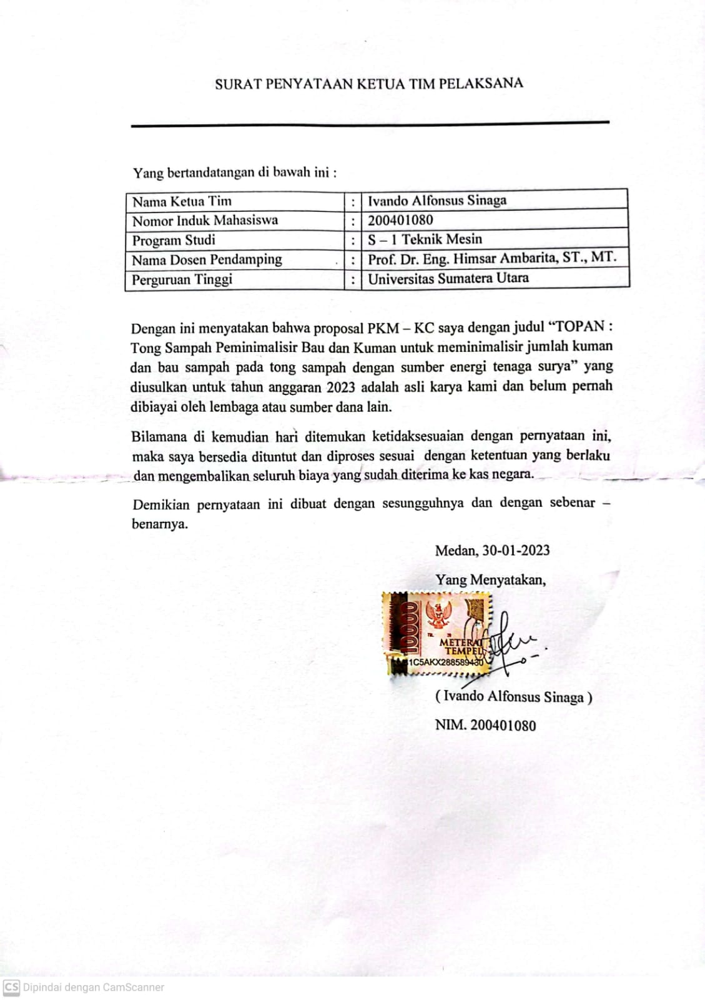 SURAT PENYATAAN KETUA TIM PELAKSANA
Yang bertandatangan di bawah ini :
Nama Ketua Tim : Ivando Alfonsus Sinaga
Nomor Induk Mahasiswa : 200401080
Program Studi : S – 1 Teknik Mesin
Nama Dosen Pendamping : Prof. Dr. Eng. Himsar Ambarita, ST., MT.
Perguruan Tinggi : Universitas Sumatera Utara
Dengan ini menyatakan bahwa proposal PKM – KC saya dengan judul “TOPAN :
Tong Sampah Peminimalisir Bau dan Kuman untuk meminimalisir jumlah kuman
dan bau sampah pada tong sampah dengan sumber energi tenaga surya” yang
diusulkan untuk tahun anggaran 2023 adalah asli karya kami dan belum pernah
dibiayai oleh lembaga atau sumber dana lain.
Bilamana di kemudian hari ditemukan ketidaksesuaian dengan pernyataan ini,
maka saya bersedia dituntut dan diproses sesuai dengan ketentuan yang berlaku
dan mengembalikan seluruh biaya yang sudah diterima ke kas negara.
Demikian pernyataan ini dibuat dengan sesungguhnya dan dengan sebenar –
benarnya.
Medan, 30-01-2023
Yang Menyatakan,
10000
METERAI
TEMPEL
1C5AKX288589430
( Ivando Alfonsus Sinaga )
NIM. 200401080
CS Dipindai dengan CamScanner